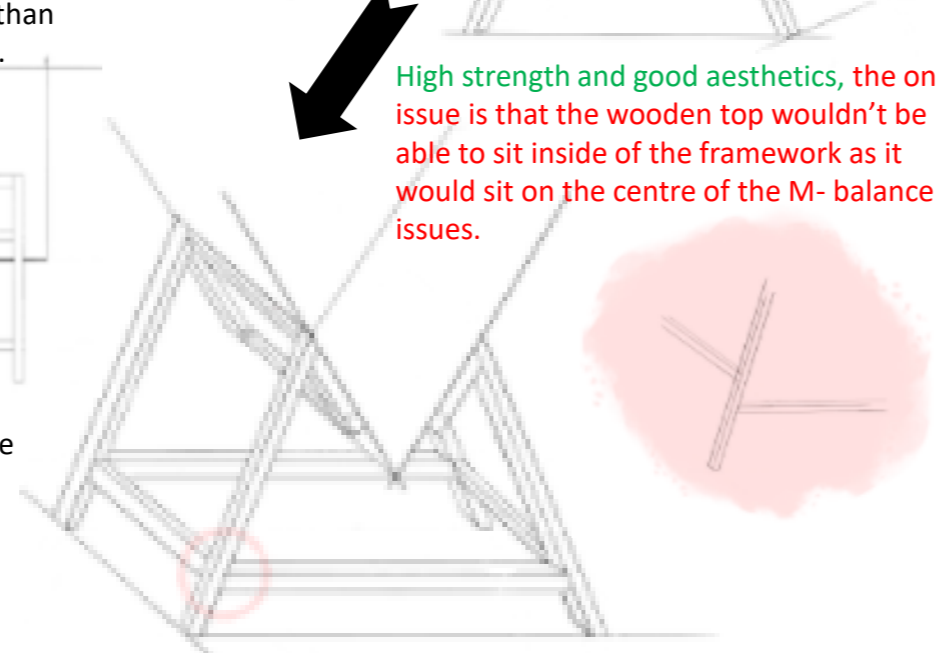 than
.
High strength and good aesthetics, the on
issue is that the wooden top wouldn’t be
able to sit inside of the framework as it
would sit on the centre of the M- balance
issues.
e